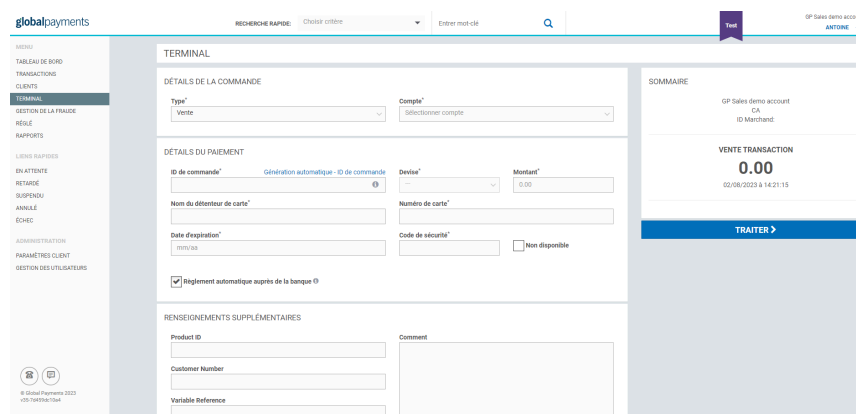 globalpayments
RECHERCHE RAPIDE:
Choisir critère
Entrer mot-clé
Test
GP Sales demo acco
ANTOINE
MENU
TABLEAU DE BORD
TRANSACTIONS
CLIENTS
TERMINAL
GESTION DE LA FRAUDE
RÉGLÉ
RAPPORTS
LIENS RAPIDES
EN ATTENTE
RETARDÉ
SUSPENDU
ANNULÉ
ÉCHEC
ADMINISTRATION
PARAMÈTRES CLIENT
GESTION DES UTILISATEURS
© Global Payments 2023
TERMINAL
DÉTAILS DE LA COMMANDE
Type*
Compte*
Vente
Sélectionner compte
DÉTAILS DU PAIEMENT
ID de commande*
Génération automatique - ID de commande
Devise*
Montant*
---
0.00
Nom du détenteur de carte*
Numéro de carte*
Date d'expiration*
Code de sécurité*
mm/aa
Non disponible
Règlement automatique auprès de la banque
RENSEIGNEMENTS SUPPLÉMENTAIRES
Product ID
Comment
Customer Number
Variable Reference
SOMMAIRE
GP Sales demo account
CA
ID Marchand:
VENTE TRANSACTION
0.00
02/08/2023 à 14:21:15
TRAITER